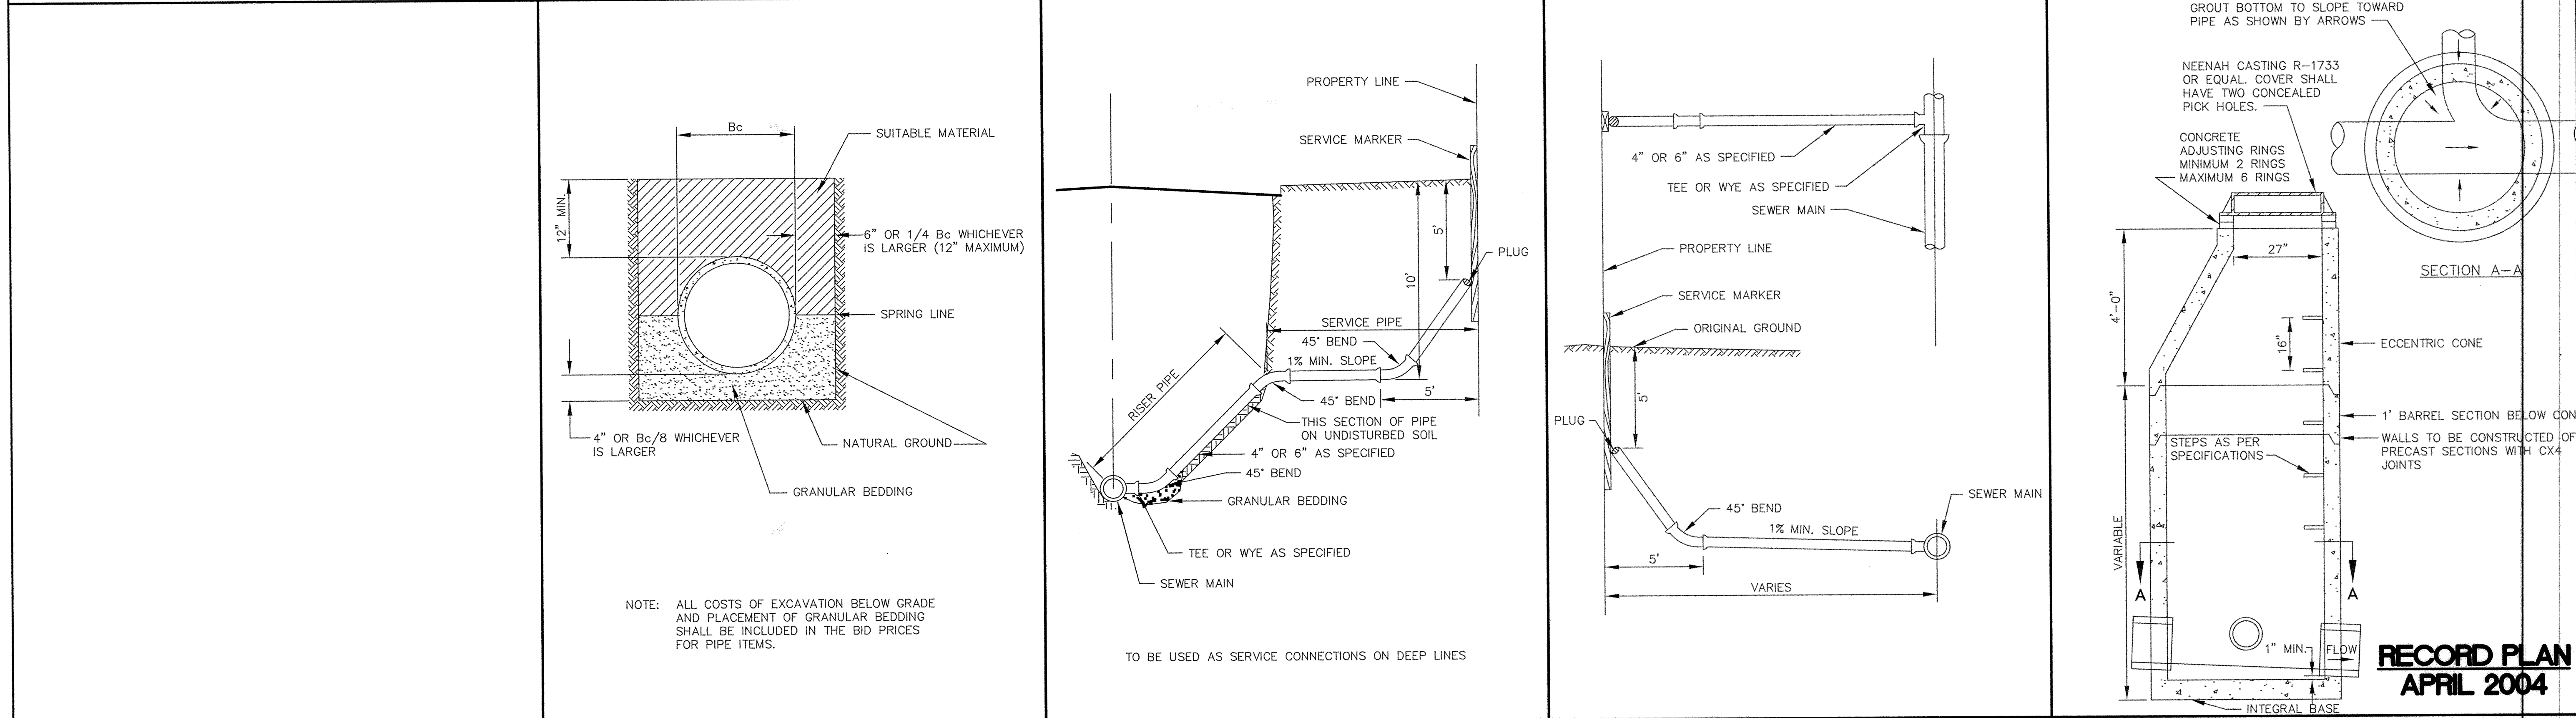 Bc
SUITABLE MATERIAL
12" MIN.
6" OR 1/4 Bc WHICHEVER
IS LARGER (12" MAXIMUM)
SPRING LINE
4" OR Bc/8 WHICHEVER
IS LARGER
NATURAL GROUND
GRANULAR BEDDING
NOTE: ALL COSTS OF EXCAVATION BELOW GRADE
AND PLACEMENT OF GRANULAR BEDDING
SHALL BE INCLUDED IN THE BID PRICES
FOR PIPE ITEMS.
PROPERTY LINE
SERVICE MARKER
5'
10'
PLUG
SERVICE PIPE
45° BEND
1% MIN. SLOPE
RISER PIPE
45° BEND
5'
THIS SECTION OF PIPE
ON UNDISTURBED SOIL
4" OR 6" AS SPECIFIED
45° BEND
GRANULAR BEDDING
TEE OR WYE AS SPECIFIED
SEWER MAIN
TO BE USED AS SERVICE CONNECTIONS ON DEEP LINES
4" OR 6" AS SPECIFIED
TEE OR WYE AS SPECIFIED
SEWER MAIN
PROPERTY LINE
SERVICE MARKER
ORIGINAL GROUND
5'
PLUG
SEWER MAIN
45° BEND
1% MIN. SLOPE
5'
VARIES
GROUT BOTTOM TO SLOPE TOWARD
PIPE AS SHOWN BY ARROWS
NEENAH CASTING R-1733
OR EQUAL. COVER SHALL
HAVE TWO CONCEALED
PICK HOLES.
CONCRETE
ADJUSTING RINGS
MINIMUM 2 RINGS
MAXIMUM 6 RINGS
27"
SECTION A-A
4'-0"
16"
ECCENTRIC CONE
1' BARREL SECTION BELOW CON
WALLS TO BE CONSTRUCTED OF
PRECAST SECTIONS WITH CX4
JOINTS
STEPS AS PER
SPECIFICATIONS
VARIABLE
A
A
1" MIN.
FLOW
INTEGRAL BASE
RECORD PLAN
APRIL 2004